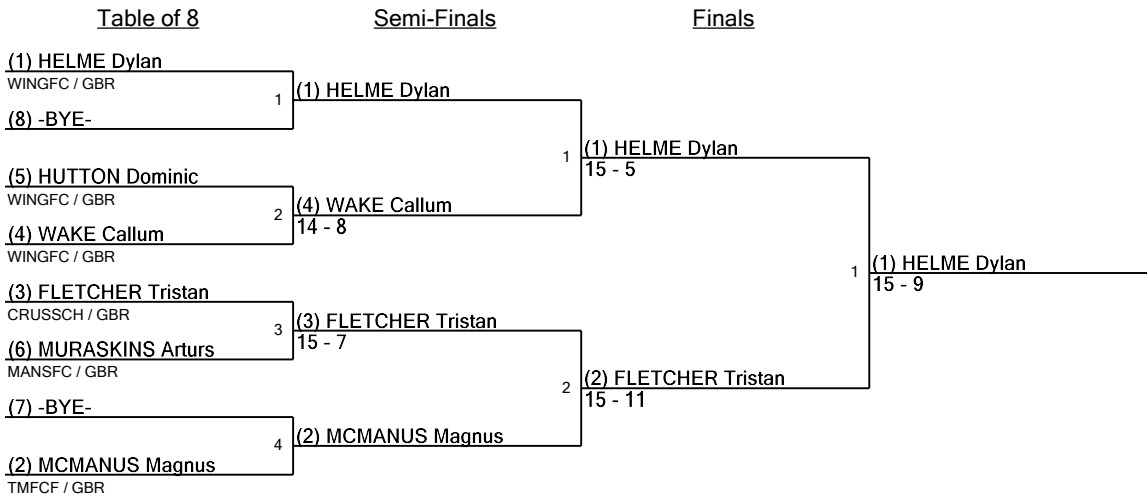 Table of 8
Semi-Finals
Finals
(1) HELME Dylan
WINGFC / GBR
1
(8) -BYE-
(1) HELME Dylan
(5) HUTTON Dominic
WINGFC / GBR
2
(4) WAKE Callum
WINGFC / GBR
(4) WAKE Callum
14 - 8
1
(1) HELME Dylan
15 - 5
(3) FLETCHER Tristan
CRUSSCH / GBR
3
(6) MURASKINS Arturs
MANSFC / GBR
(3) FLETCHER Tristan
15 - 7
(7) -BYE-
4
(2) MCMANUS Magnus
TMFCF / GBR
(2) MCMANUS Magnus
2
(2) FLETCHER Tristan
15 - 11
1
(1) HELME Dylan
15 - 9